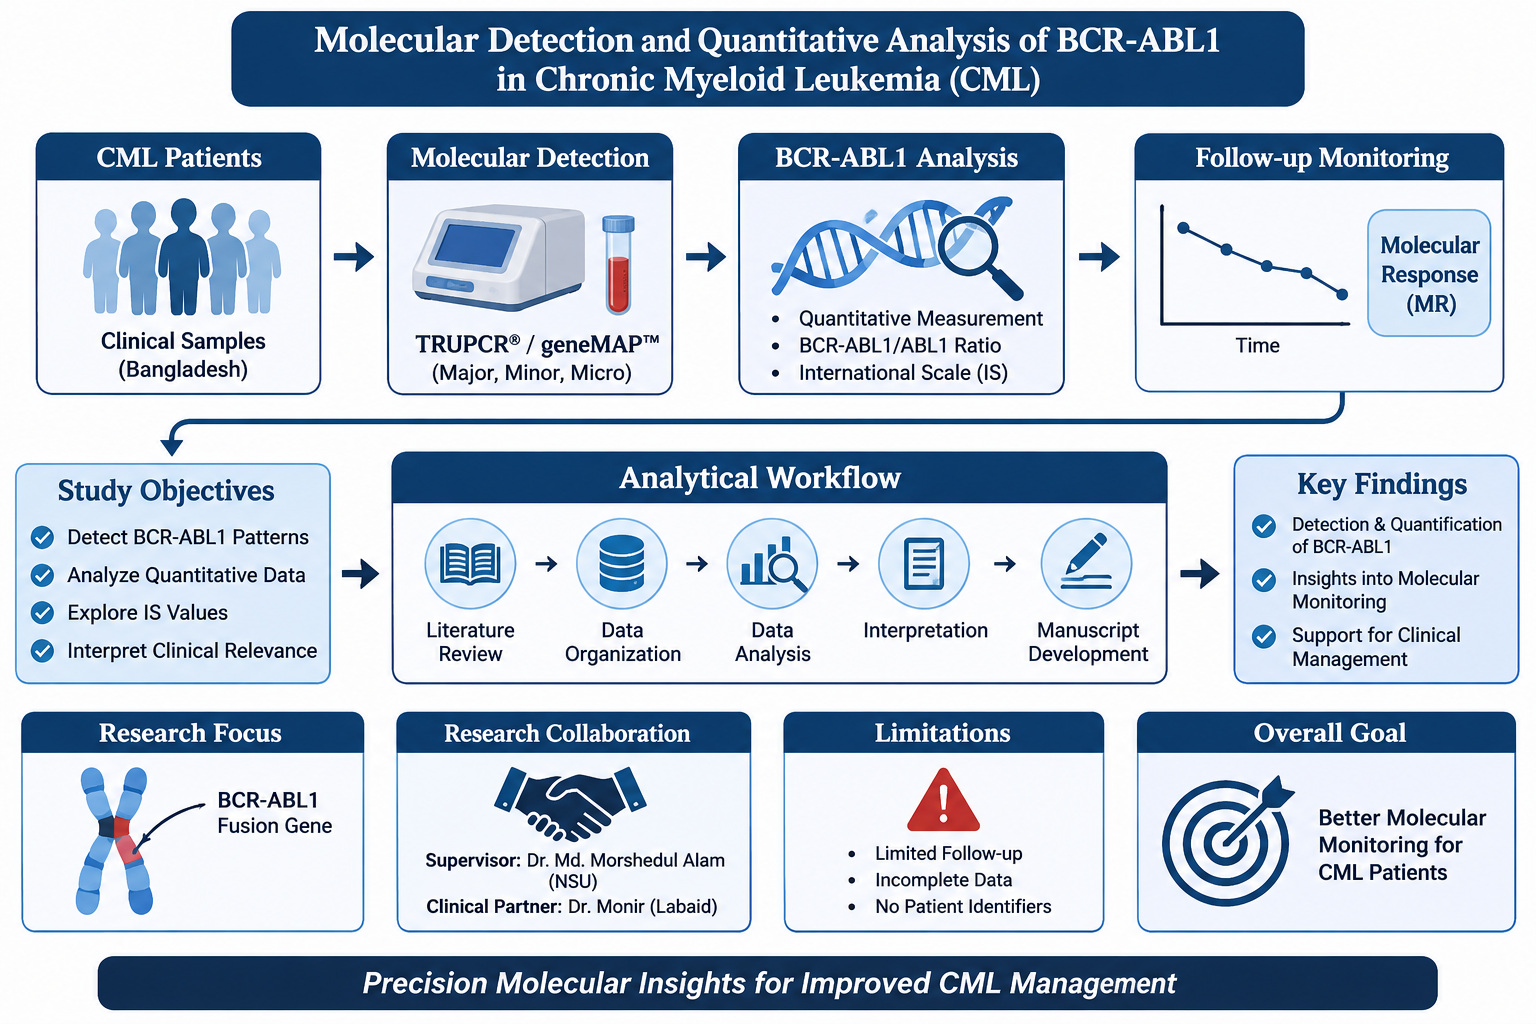 Molecular Detection and Quantitative Analysis of BCR-ABL1
in Chronic Myeloid Leukemia (CML)
CML Patients
Clinical Samples
(Bangladesh)
Molecular Detection
TRUPCR® / geneMAP™
(Major, Minor, Micro)
BCR-ABL1 Analysis
• Quantitative Measurement
• BCR-ABL1/ABL1 Ratio
• International Scale (IS)
Follow-up Monitoring
Molecular
Response
(MR)
Time
Study Objectives
Detect BCR-ABL1 Patterns
Analyze Quantitative Data
Explore IS Values
Interpret Clinical Relevance
Analytical Workflow
Literature
Review
Data
Organization
Data
Analysis
Interpretation
Manuscript
Development
Key Findings
Detection & Quantification
of BCR-ABL1
Insights into Molecular
Monitoring
Support for Clinical
Management
Research Focus
BCR-ABL1
Fusion Gene
Research Collaboration
Supervisor: Dr. Md. Morshedul Alam
(NSU)
Clinical Partner: Dr. Monir (Labaid)
Limitations
• Limited Follow-up
• Incomplete Data
• No Patient Identifiers
Overall Goal
Better Molecular
Monitoring for
CML Patients
Precision Molecular Insights for Improved CML Management